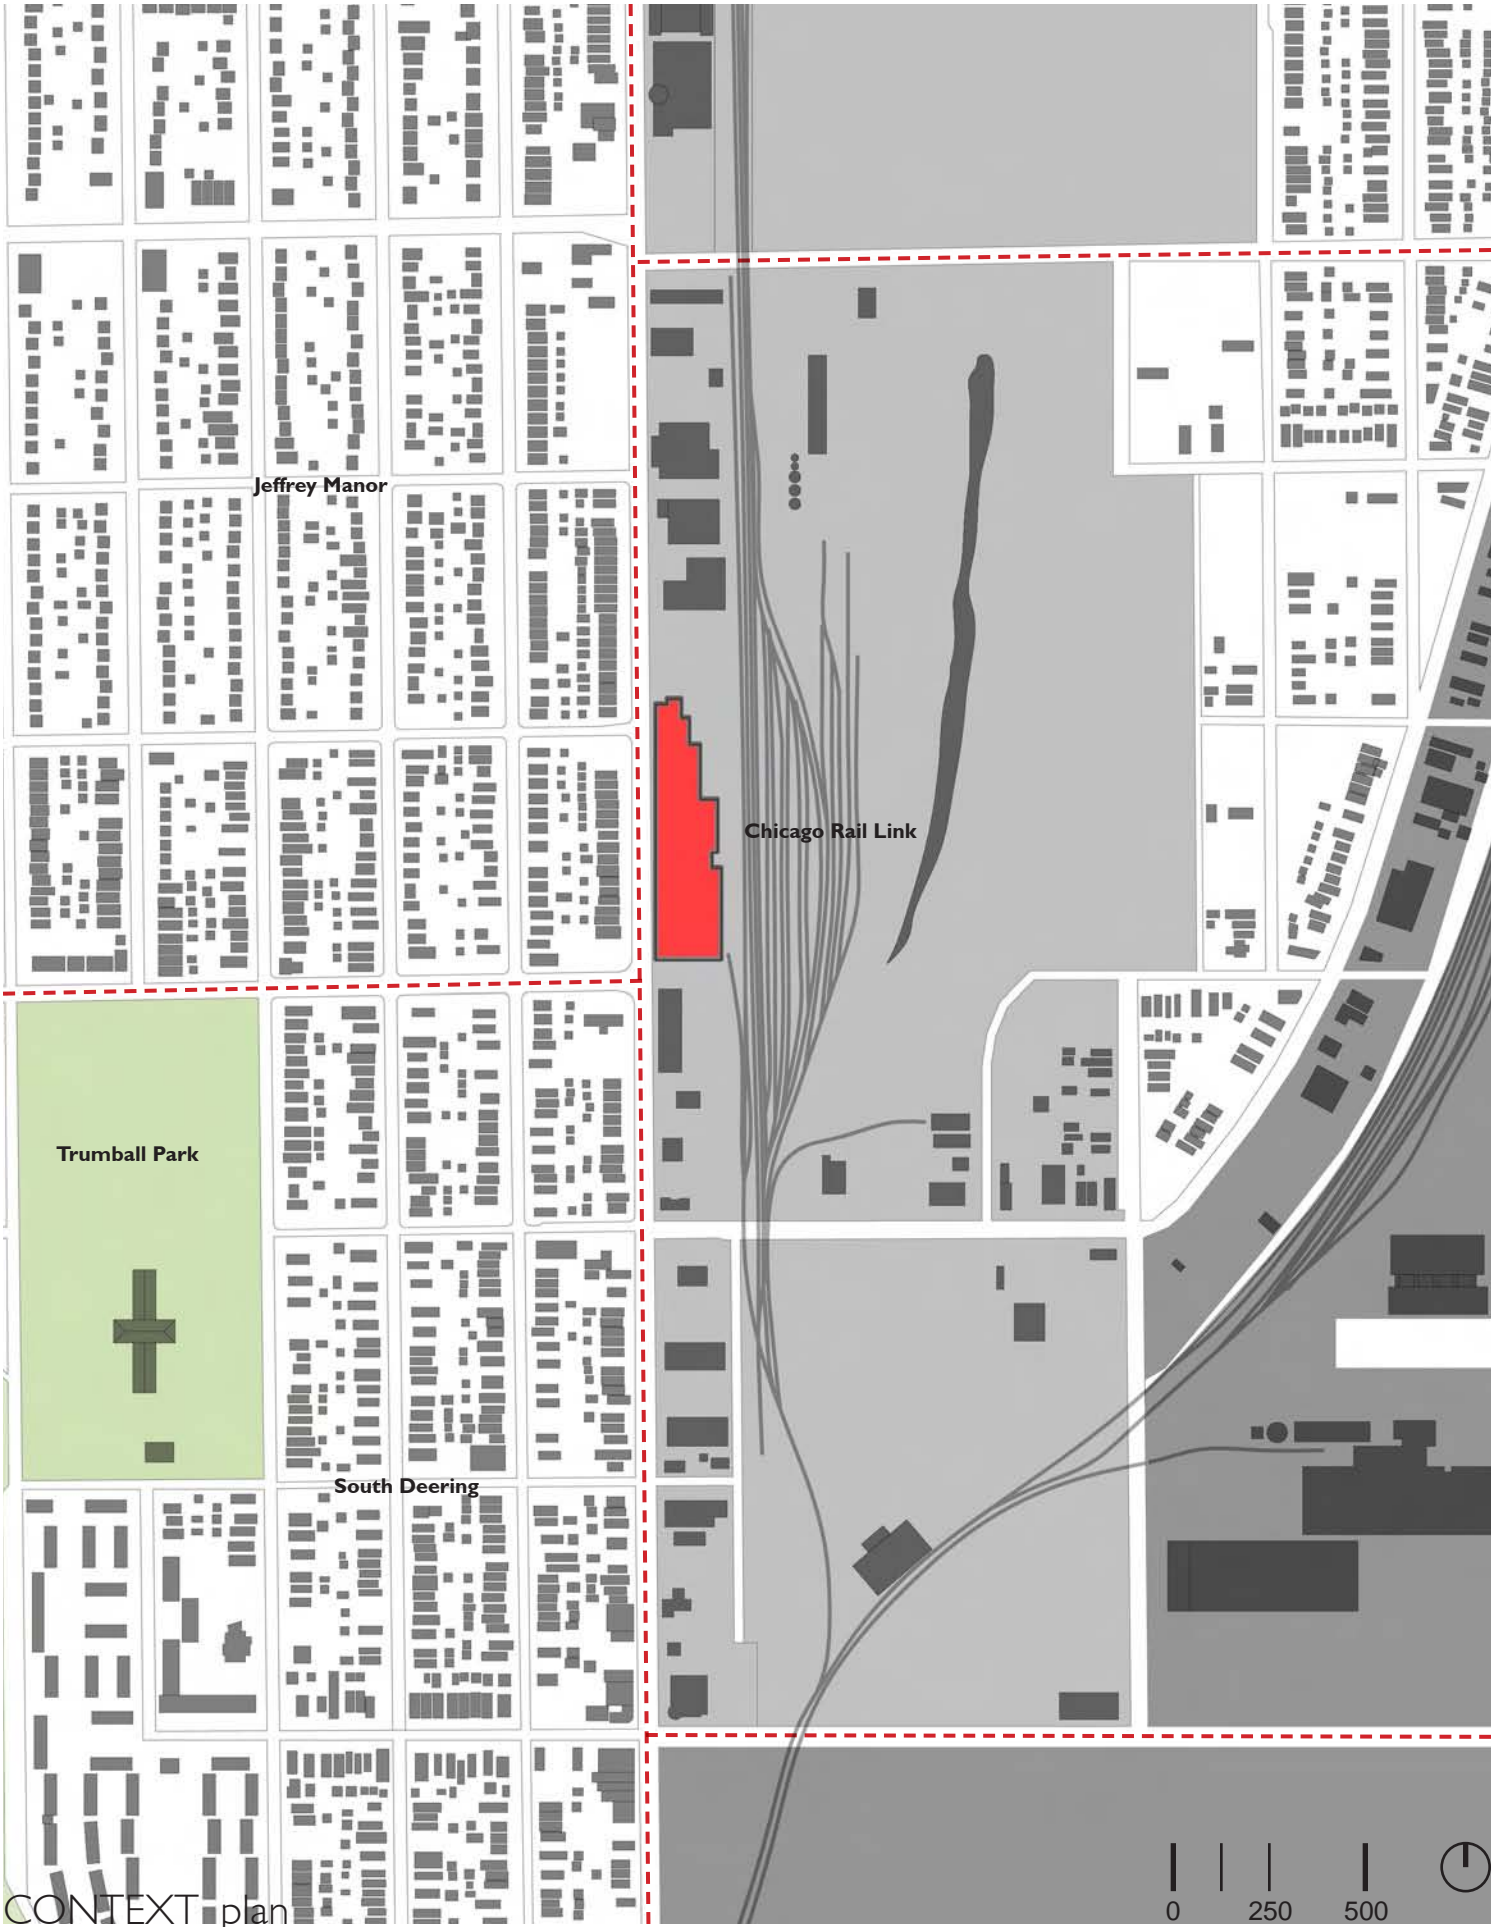 Jeffrey Manor
Chicago Rail Link
Trumball Park
South Deering
CONTEXT plan
0 250 500